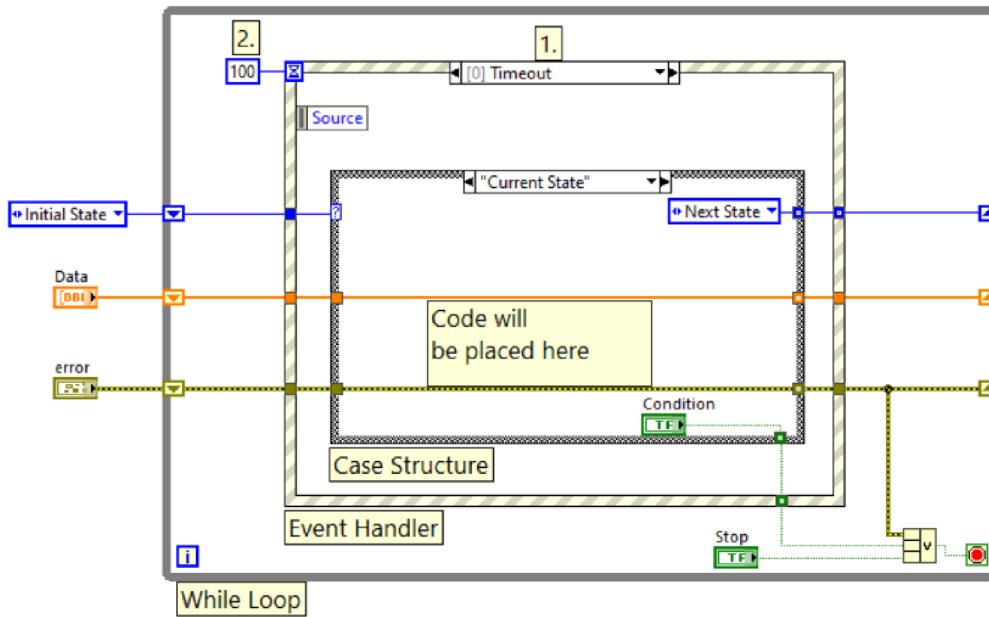 2.
1.
100
[0] Timeout
Source
"Current State"
Initial State
?
Next State
Data
DBL
Code will
be placed here
error
Condition
TF
Case Structure
Event Handler
Stop
TF
v
i
While Loop